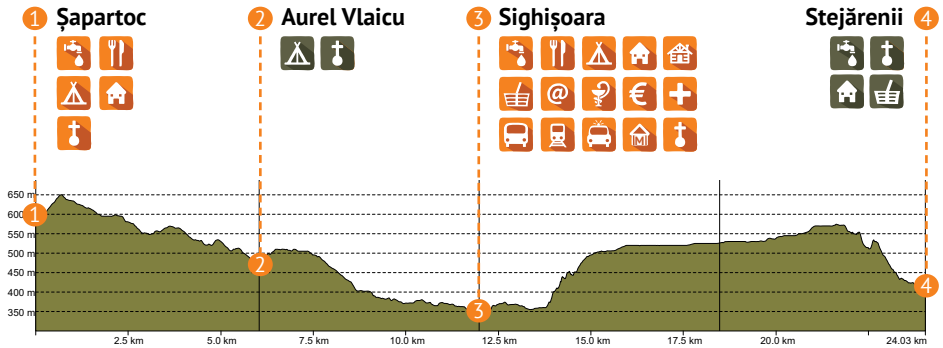 1 Șapartoc
2 Aurel Vlaicu
3 Sighișoara
Stejărenii 4
@
€
M
650 m
600
550 m
500 m
450 m
400 m
350 m
1
2
3
4
2.5 km 5.0 km 7.5 km 10.0 km 12.5 km 15.0 km 17.5 km 20.0 km 24.03 km